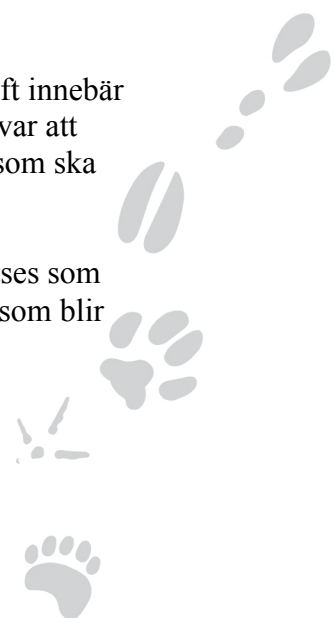 ft innebär
var att
som ska
ses som
som blir